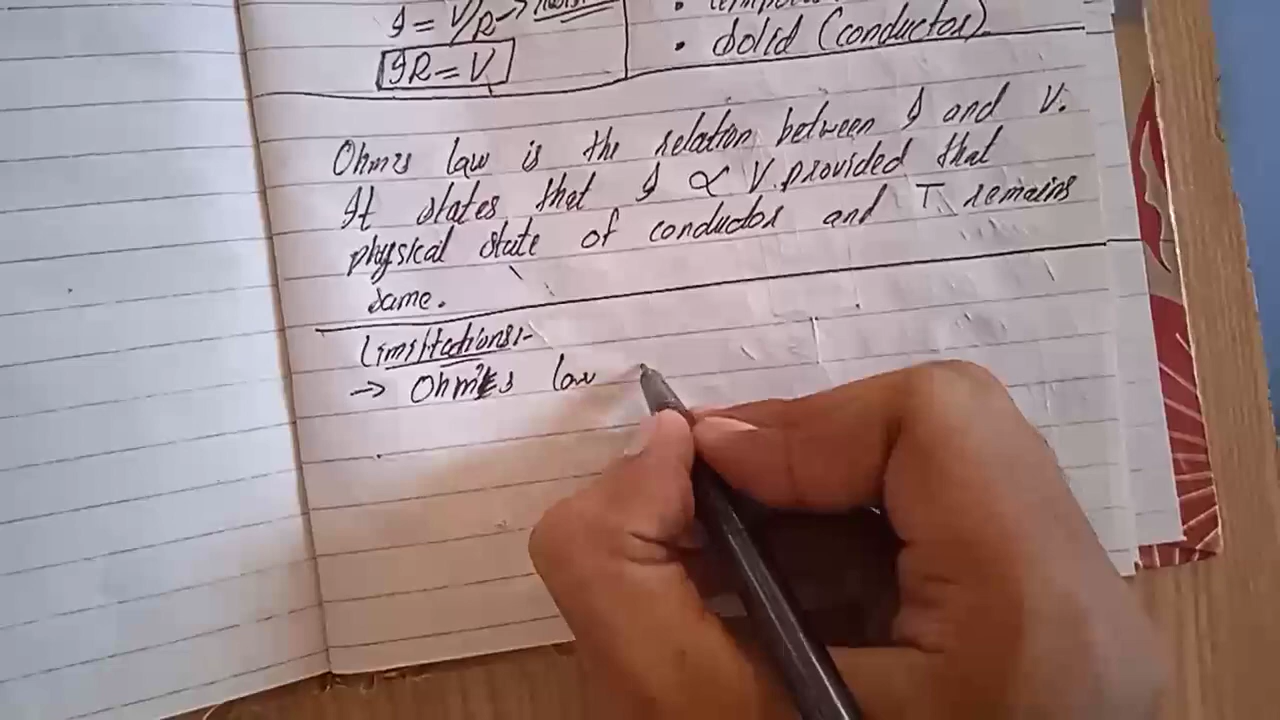 I = V/R →
IR = V
• Solid (conductor)
Ohm's law is the relation between I and V.
It states that I ∝ V provided that
physical state of conductor and T remains
same.
Limitations:-
→ Ohm's law